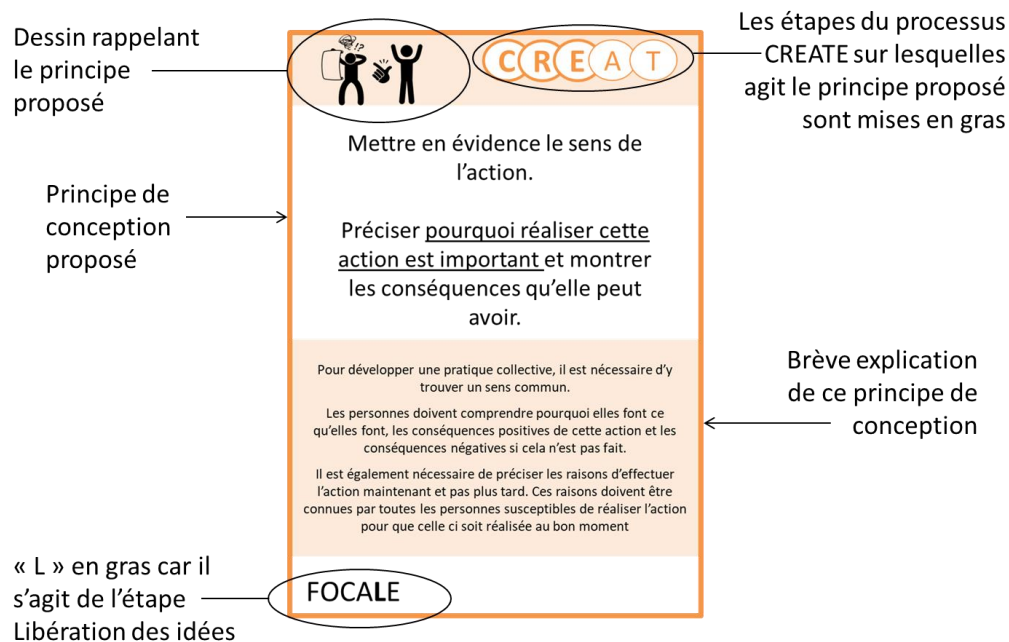 Dessin rappelant
le principe
proposé
!?
C R E A T
Les étapes du processus
CREATE sur lesquelles
agit le principe proposé
sont mises en gras
Mettre en évidence le sens de
l’action.
Principe de
conception
proposé
Préciser pourquoi réaliser cette
action est important et montrer
les conséquences qu’elle peut
avoir.
Pour développer une pratique collective, il est nécessaire d’y
trouver un sens commun.
Les personnes doivent comprendre pourquoi elles font ce
qu’elles font, les conséquences positives de cette action et les
conséquences négatives si cela n’est pas fait.
Il est également nécessaire de préciser les raisons d’effectuer
l’action maintenant et pas plus tard. Ces raisons doivent être
connues par toutes les personnes susceptibles de réaliser l’action
pour que celle ci soit réalisée au bon moment
Brève explication
de ce principe de
conception
« L » en gras car il
s’agit de l’étape
Libération des idées
FOCALE